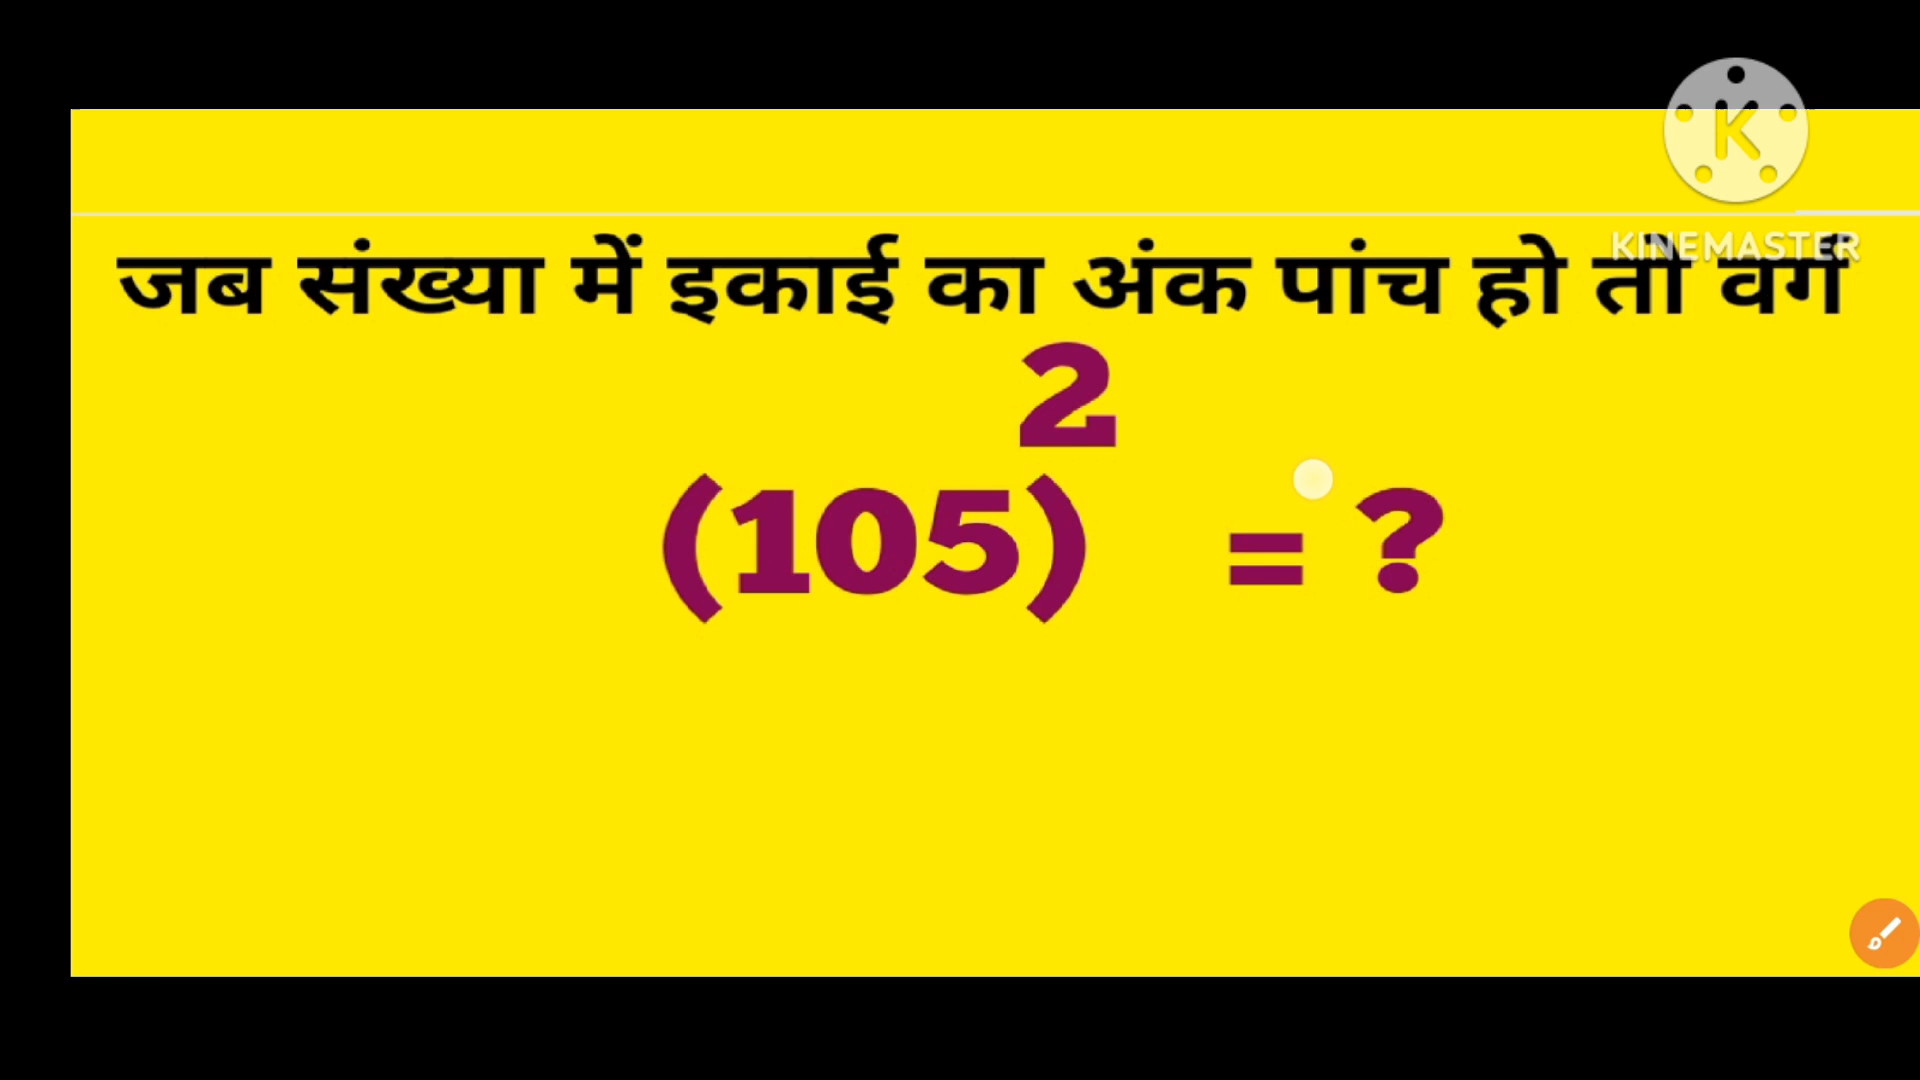 K
KINEMASTER
जब संख्या में इकाई का अंक पांच हो तो वर्ग
(105)² = ?